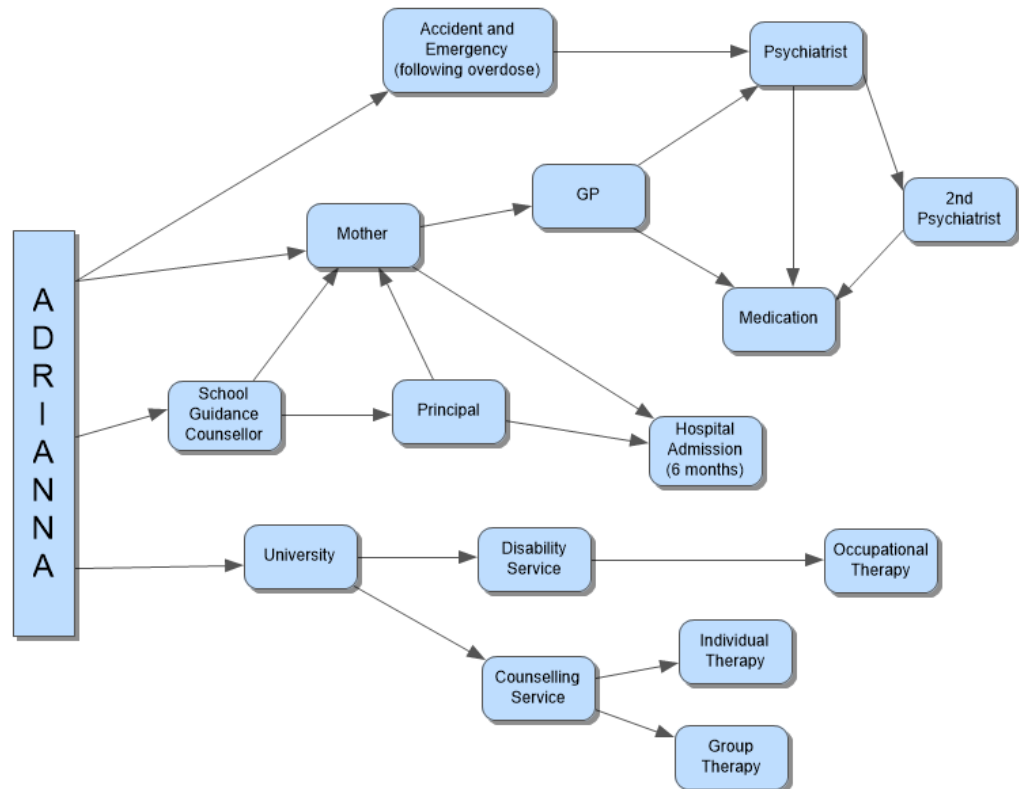 Accident and
Emergency
(following overdose)
Psychiatrist
GP
2nd
Psychiatrist
Mother
Medication
ADRIANNA
School
Guidance
Counsellor
Principal
Hospital
Admission
(6 months)
University
Disability
Service
Occupational
Therapy
Individual
Therapy
Counselling
Service
Group
Therapy